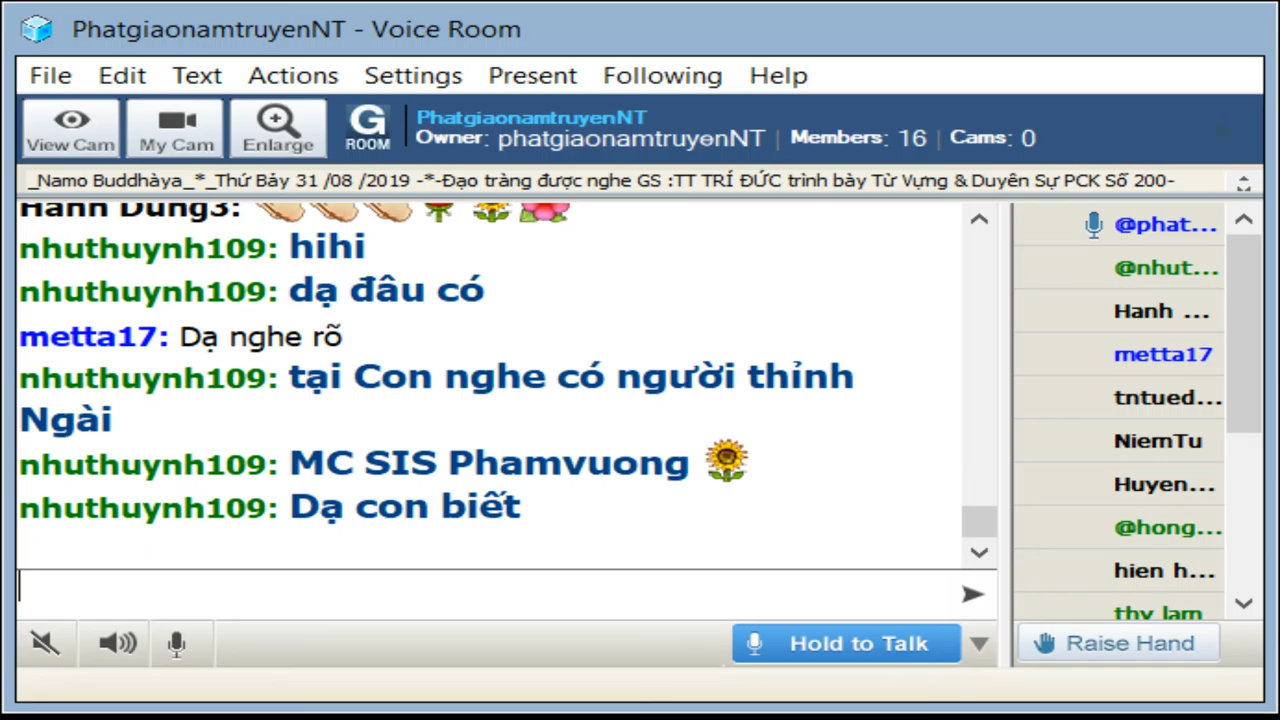 PhatgiaonamtruyenNT - Voice Room
File Edit Text Actions Settings Present Following Help
View Cam My Cam Enlarge G ROOM
PhatgiaonamtruyenNT
Owner: phatgiaonamtruyenNT | Members: 16 | Cams: 0
_Namo Buddhàya_*_Thứ Bảy 31 /08 /2019 -*-Đạo tràng được nghe GS :TT TRÍ ĐỨC trình bày Từ Vựng & Duyên Sự PCK Số 200-
Hanh Dung3:
nhuthuynh109: hihi
nhuthuynh109: dạ đâu có
metta17: Dạ nghe rõ
nhuthuynh109: tại Con nghe có người thỉnh
Ngài
nhuthuynh109: MC SIS Phamvuong
nhuthuynh109: Dạ con biết
@phat...
@nhut...
Hanh ...
metta17
tntued...
NiemTu
Huyen...
@hong...
hien h...
thy lam
Hold to Talk
Raise Hand